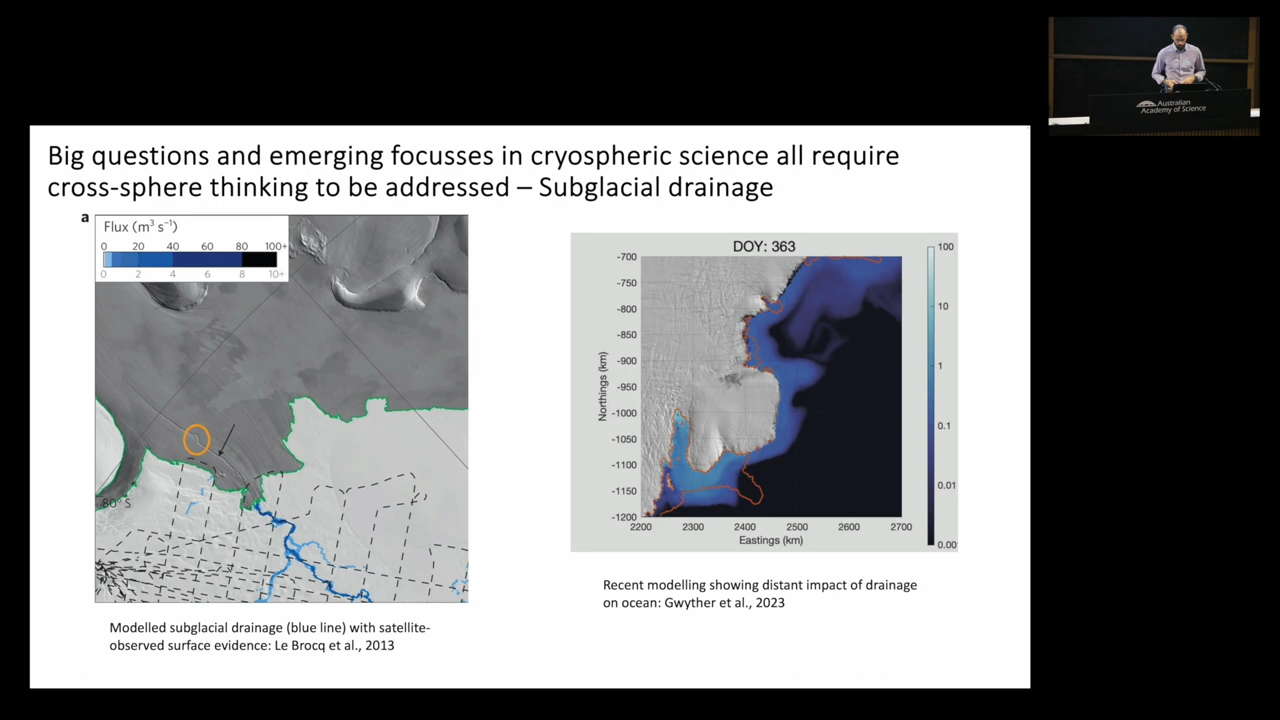 Australian
Academy of Science
Big questions and emerging focusses in cryospheric science all require
cross-sphere thinking to be addressed – Subglacial drainage
a
Flux (m³ s⁻¹)
0 20 40 60 80 100+
0 2 4 6 8 10+
80° S
Modelled subglacial drainage (blue line) with satellite-
observed surface evidence: Le Brocq et al., 2013
DOY: 363
Northings (km)
-700
-750
-800
-850
-900
-950
-1000
-1050
-1100
-1150
-1200
2200 2300 2400 2500 2600 2700
Eastings (km)
100
10
1
0.1
0.01
0.00
Recent modelling showing distant impact of drainage
on ocean: Gwyther et al., 2023